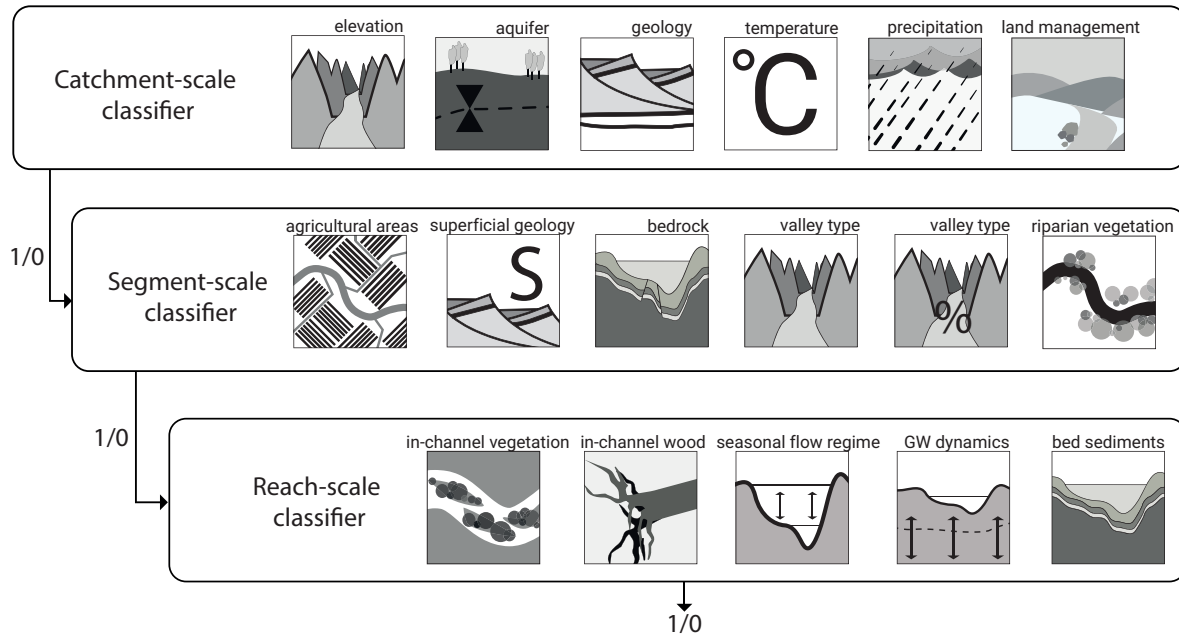 elevation
aquifer
geology
temperature
precipitation
land management
Catchment-scale
classifier
°C
1/0
agricultural areas
superficial geology
bedrock
valley type
valley type
riparian vegetation
Segment-scale
classifier
S
%
1/0
in-channel vegetation
in-channel wood
seasonal flow regime
GW dynamics
bed sediments
Reach-scale
classifier
1/0